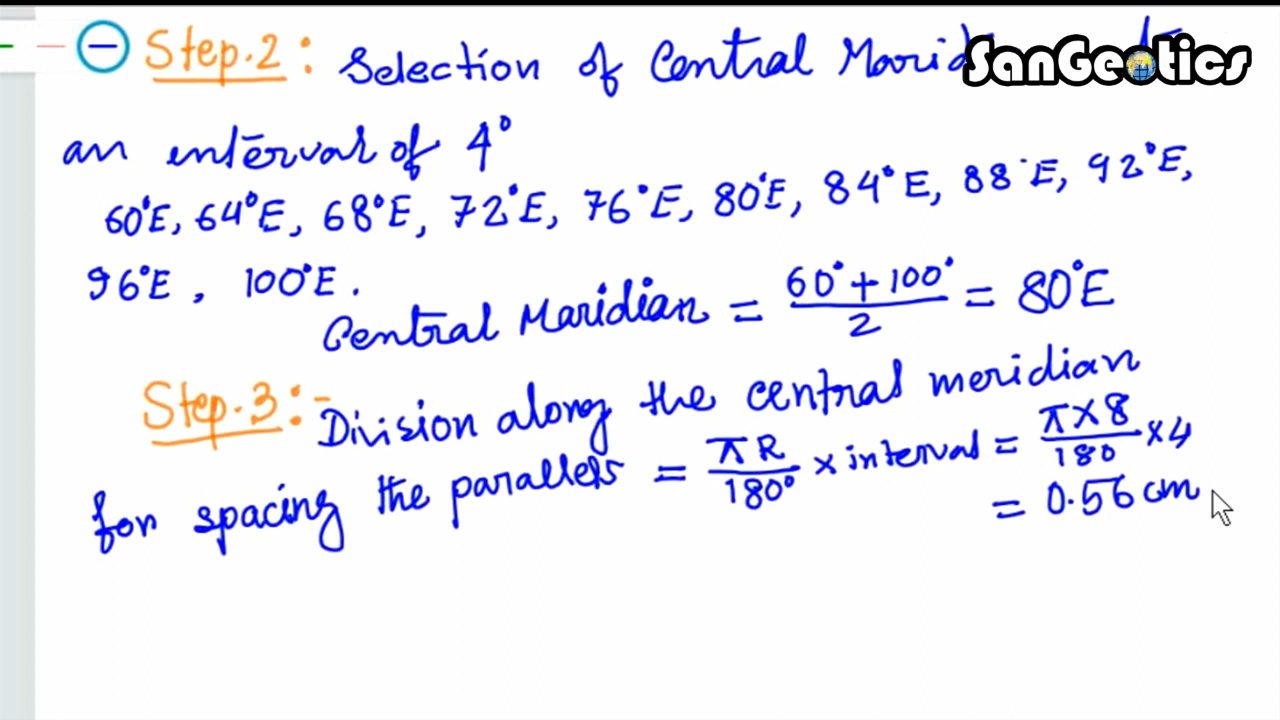 Step.2: Selection of Central
SanGeotics
an interval of 4°
60°E, 64°E, 68°E, 72°E, 76°E, 80°E, 84°E, 88°E, 92°E,
96°E, 100°E.
Central Maridian = 60° + 100° / 2 = 80°E
Step.3:- Division along the central meridian
for spacing the parallels = πR / 180° × interval = π×8 / 180 × 4
= 0.56 cm